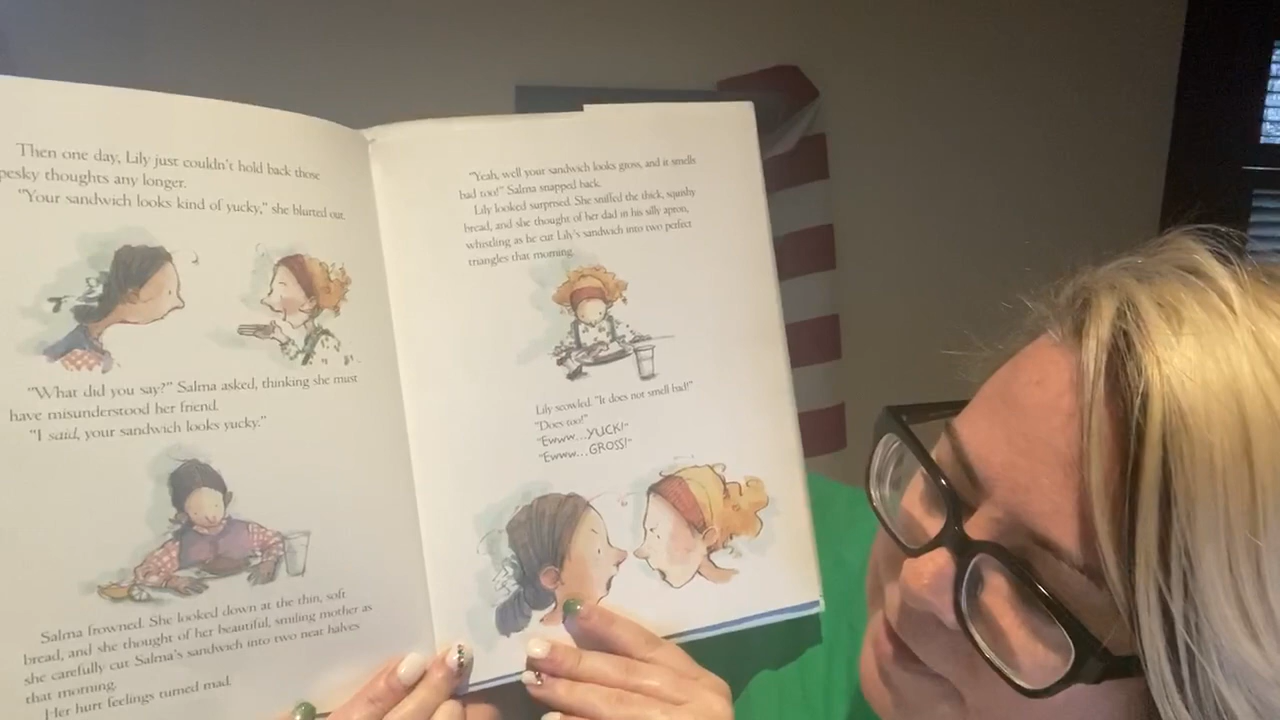 Then one day, Lily just couldn't hold back those
pesky thoughts any longer.
"Your sandwich looks kind of yucky," she blurted out.
"What did you say?" Salma asked, thinking she must
have misunderstood her friend.
"I said, your sandwich looks yucky."
Salma frowned. She looked down at the thin, soft
bread, and she thought of her beautiful, smiling mother as
she carefully cut Salma's sandwich into two neat halves
that morning.
Her hurt feelings turned mad.
"Yeah, well your sandwich looks gross, and it smells
bad too!" Salma snapped back.
Lily looked surprised. She sniffed the thick, squishy
bread, and she thought of her dad in his silly apron,
whistling as he cut Lily's sandwich into two perfect
triangles that morning.
Lily scowled. "It does not smell bad!"
"Does too!"
"Ewww...YUCK!"
"Ewww...GROSS!"